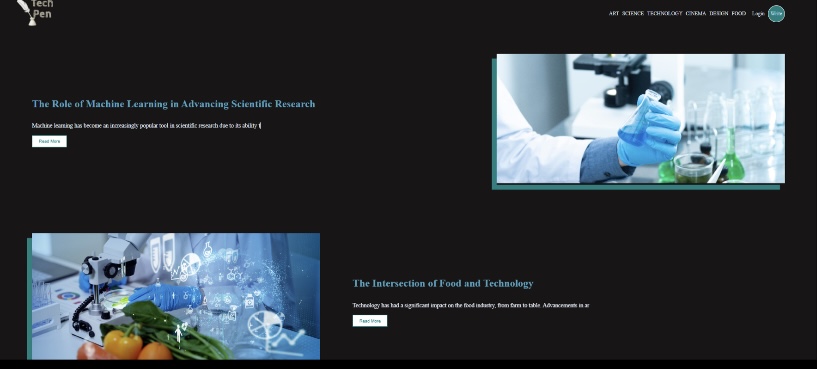 Tech
Pen
ART SCIENCE TECHNOLOGY CINEMA DESIGN FOOD Login Write
The Role of Machine Learning in Advancing Scientific Research
Machine learning has become an increasingly popular tool in scientific research due to its ability t
Read More
The Intersection of Food and Technology
Technology has had a significant impact on the food industry, from farm to table. Advancements in ar
Read More